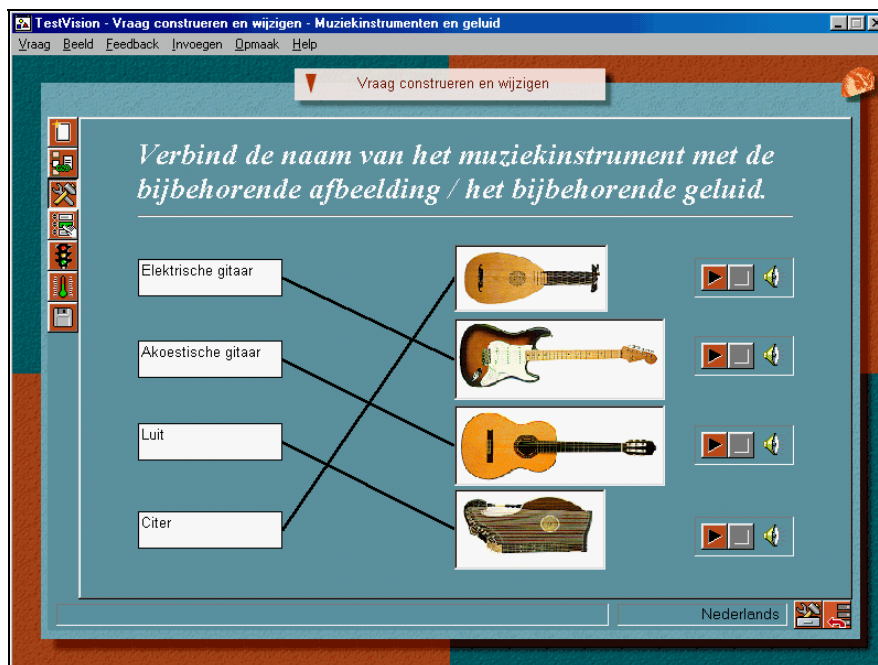 TestVision - Vraag construeren en wijzigen - Muziekinstrumenten en geluid
Vraag Beeld Feedback Invoegen Opmaak Help
Vraag construeren en wijzigen
Verbind de naam van het muziekinstrument met de
bijbehorende afbeelding / het bijbehorende geluid.
Elektrische gitaar
Akoestische gitaar
Luit
Citer
Nederlands